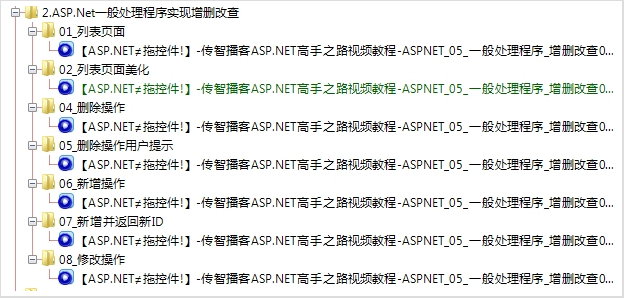 2.ASP.Net一般处理程序实现增删改查
01_列表页面
【ASP.NET≠拖控件!】-传智播客ASP.NET高手之路视频教程-ASPNET_05_一般处理程序_增删改查0...
02_列表页面美化
【ASP.NET≠拖控件!】-传智播客ASP.NET高手之路视频教程-ASPNET_05_一般处理程序_增删改查0...
04_删除操作
【ASP.NET≠拖控件!】-传智播客ASP.NET高手之路视频教程-ASPNET_05_一般处理程序_增删改查0...
05_删除操作用户提示
【ASP.NET≠拖控件!】-传智播客ASP.NET高手之路视频教程-ASPNET_05_一般处理程序_增删改查0...
06_新增操作
【ASP.NET≠拖控件!】-传智播客ASP.NET高手之路视频教程-ASPNET_05_一般处理程序_增删改查0...
07_新增并返回新ID
【ASP.NET≠拖控件!】-传智播客ASP.NET高手之路视频教程-ASPNET_05_一般处理程序_增删改查0...
08_修改操作
【ASP.NET≠拖控件!】-传智播客ASP.NET高手之路视频教程-ASPNET_05_一般处理程序_增删改查0...